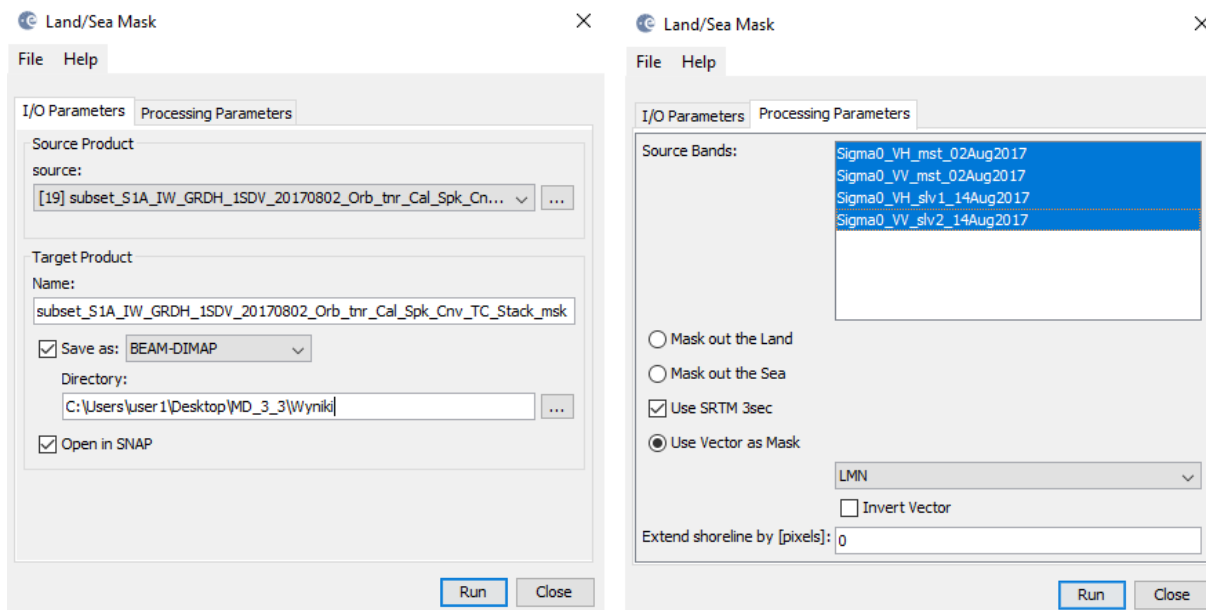 Land/Sea Mask
File Help
I/O Parameters Processing Parameters
Source Product
source:
[19] subset_S1A_IW_GRDH_1SDV_20170802_Orb_tnr_Cal_Spk_Cn... ...
Target Product
Name:
subset_S1A_IW_GRDH_1SDV_20170802_Orb_tnr_Cal_Spk_Cnv_TC_Stack_msk
Save as: BEAM-DIMAP
Directory:
C:\Users\user1\Desktop\MD_3_3\Wyniki ...
Open in SNAP
Run Close
Land/Sea Mask
File Help
I/O Parameters Processing Parameters
Source Bands:
Sigma0_VH_mst_02Aug2017
Sigma0_VV_mst_02Aug2017
Sigma0_VH_slv1_14Aug2017
Sigma0_VV_slv2_14Aug2017
Mask out the Land
Mask out the Sea
Use SRTM 3sec
Use Vector as Mask
LMN
Invert Vector
Extend shoreline by [pixels]: 0
Run Close